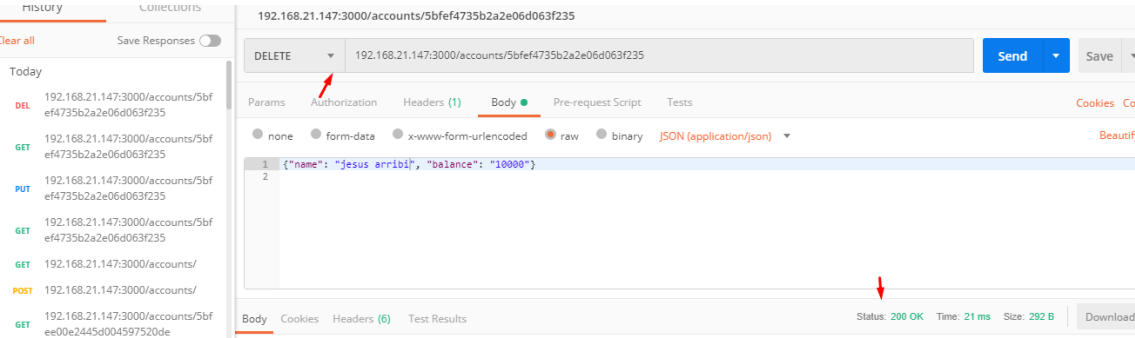 History Collections
Clear all Save Responses
Today
DEL 192.168.21.147:3000/accounts/5bf
ef4735b2a2e06d063f235
GET 192.168.21.147:3000/accounts/5bf
ef4735b2a2e06d063f235
PUT 192.168.21.147:3000/accounts/5bf
ef4735b2a2e06d063f235
GET 192.168.21.147:3000/accounts/5bf
ef4735b2a2e06d063f235
GET 192.168.21.147:3000/accounts/
POST 192.168.21.147:3000/accounts/
GET 192.168.21.147:3000/accounts/5bf
ee00e2445d004597520de
192.168.21.147:3000/accounts/5bfef4735b2a2e06d063f235
DELETE 192.168.21.147:3000/accounts/5bfef4735b2a2e06d063f235 Send Save
Params Authorization Headers (1) Body Pre-request Script Tests Cookies Co
none form-data x-www-form-urlencoded raw binary JSON (application/json) Beautify
1 {"name": "jesus arribi", "balance": "10000"}
2
Body Cookies Headers (6) Test Results Status: 200 OK Time: 21 ms Size: 292 B Download